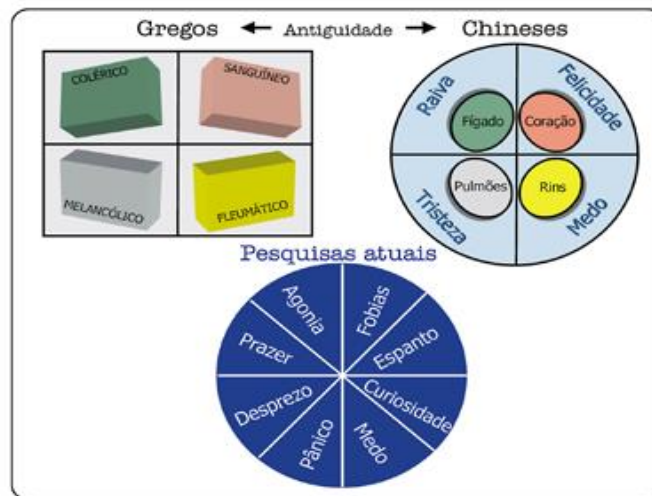 Gregos
Antiguidade
Chineses
COLÉRICO
SANGUÍNEO
MELANCÓLICO
FLEUMÁTICO
Raiva
Felicidade
Fígado
Coração
Pulmões
Rins
Tristeza
Medo
Pesquisas atuais
Agonia
Fobias
Prazer
Espanto
Desprezo
Curiosidade
Pânico
Medo